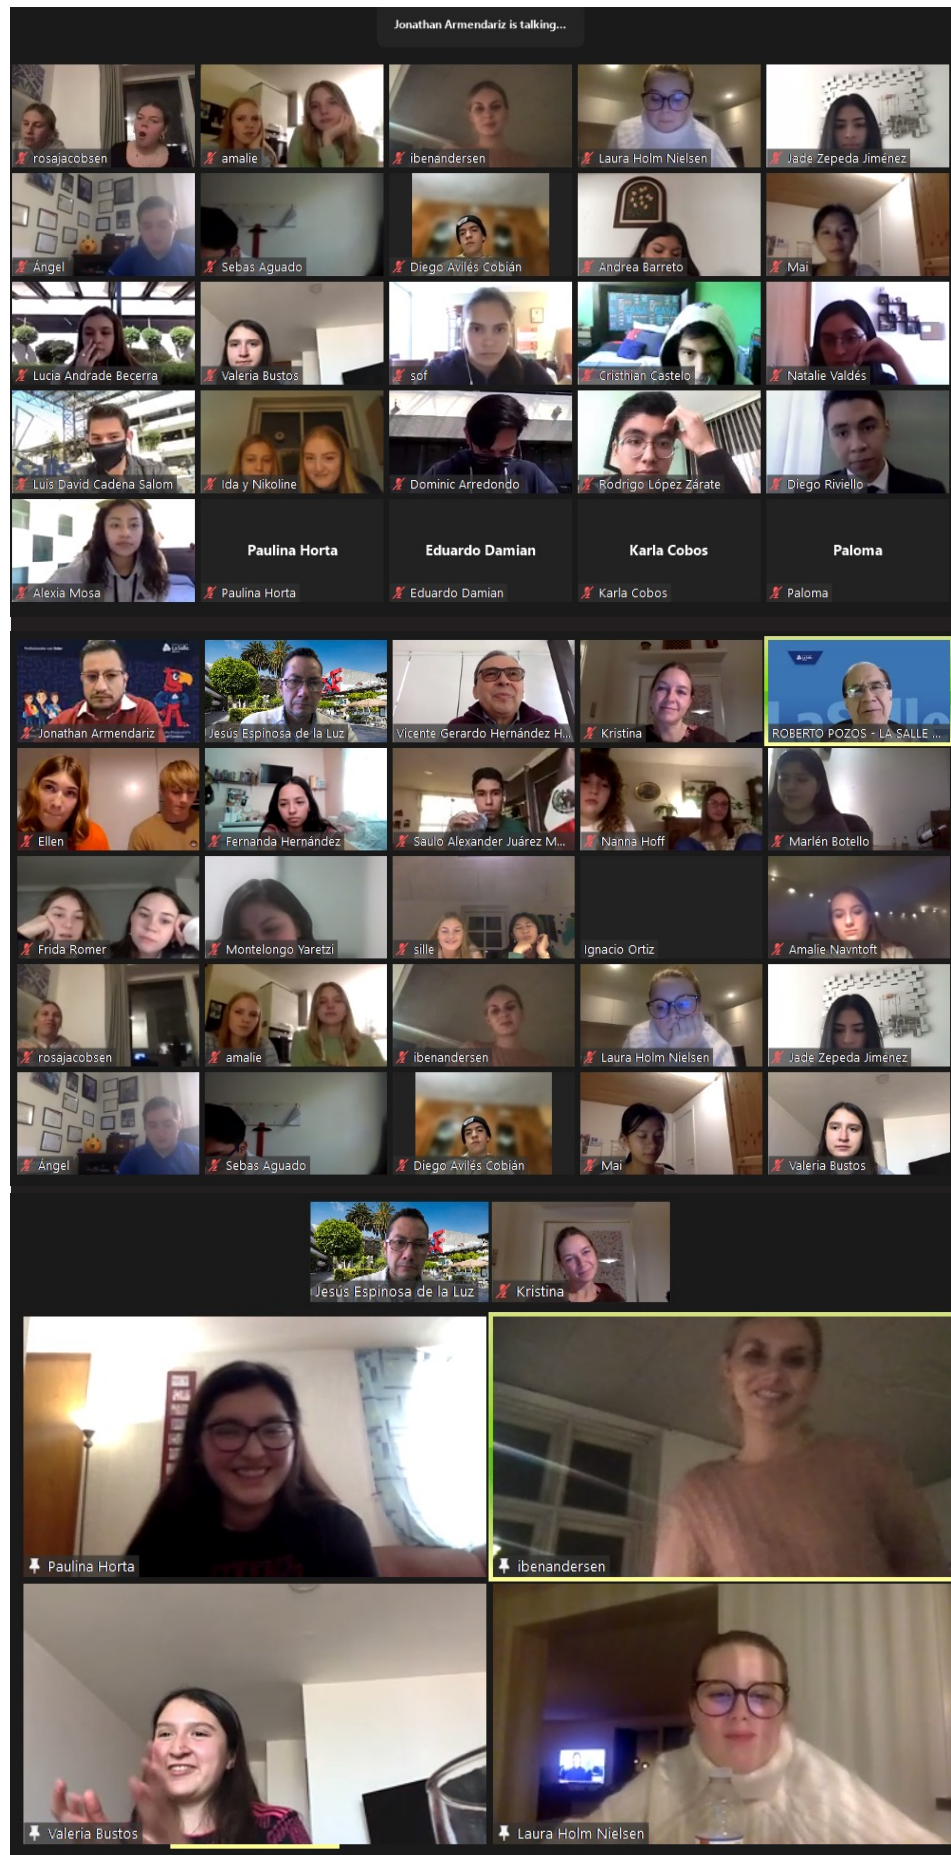 Jonathan Armendariz is talking...
rosajacobsen
amalie
ibenandersen
Laura Holm Nielsen
Jade Zepeda Jiménez
Ángel
Sebas Aguado
Diego Avilés Cobián
Andrea Barreto
Mai
Lucía Andrade Becerra
Valeria Bustos
sof
Cristhian Castelo
Natalie Valdés
Salle
Luis David Cadena Salom
Ida y Nikoline
Dominic Arredondo
Rodrigo López Zárate
Diego Riviello
Alexia Mosa
Paulina Horta
Paulina Horta
Eduardo Damian
Eduardo Damian
Karla Cobos
Karla Cobos
Paloma
Paloma
La Salle
Jonathan Armendariz
Jesús Espinosa de la Luz
Vicente Gerardo Hernández H...
Kristina
LaSalle
ROBERTO POZOS - LA SALLE ...
Ellen
Fernanda Hernández
Saulo Alexander Juárez M...
Nanna Hoff
Marlén Botello
Frida Romer
Montelongo Yaretzi
sille
Ignacio Ortiz
Amalie Navntoft
rosajacobsen
amalie
ibenandersen
Laura Holm Nielsen
Jade Zepeda Jiménez
Ángel
Sebas Aguado
Diego Avilés Cobián
Mai
Valeria Bustos
Jesús Espinosa de la Luz
Kristina
Paulina Horta
ibenandersen
Valeria Bustos
Laura Holm Nielsen